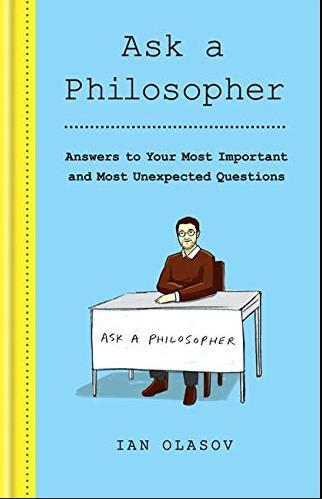 Ask a
Philosopher
Answers to Your Most Important
and Most Unexpected Questions
ASK A PHILOSOPHER
IAN OLASOV